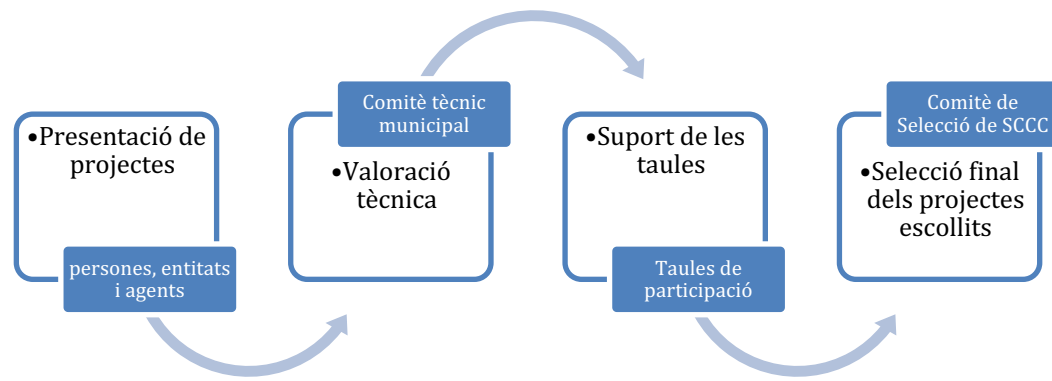 •Presentació de
projectes
persones, entitats
i agents
Comitè tècnic
municipal
•Valoració
tècnica
•Suport de les
taules
Taules de
participació
Comitè de
Selecció de SCCC
•Selecció final
dels projectes
escollits